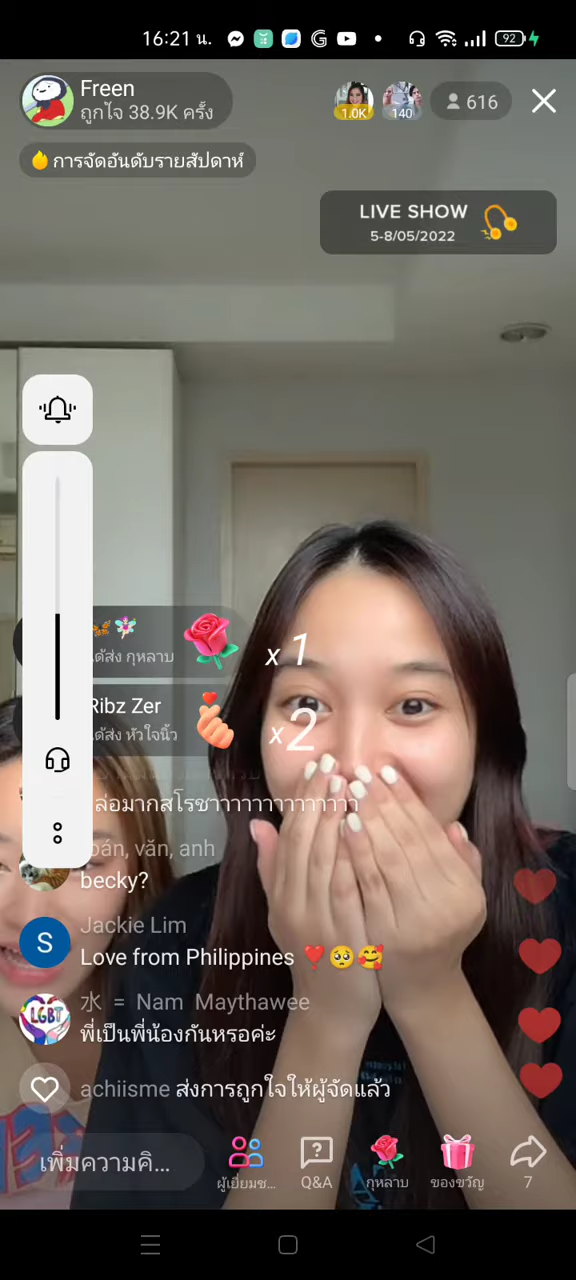 16:21 น.
92
Freen
ถูกใจ 38.9K ครั้ง
1.0K
140
616
การจัดอันดับรายสัปดาห์
LIVE SHOW
5-8/05/2022
ได้ส่ง กุหลาบ
x 1
Ribz Zer
ได้ส่ง หัวใจนิ้ว
x2
ล่อมากสโรชาาาาาาาาาาาาาา
bán, văn, anh
becky?
S
Jackie Lim
Love from Philippines ❣️🥺🥰
LGBT
水 = Nam Maythawee
พี่เป็นพี่น้องกันหรอค่ะ
achiisme ส่งการถูกใจให้ผู้จัดแล้ว
เพิ่มความคิ...
ผู้เยี่ยมช...
Q&A
กุหลาบ
ของขวัญ
7